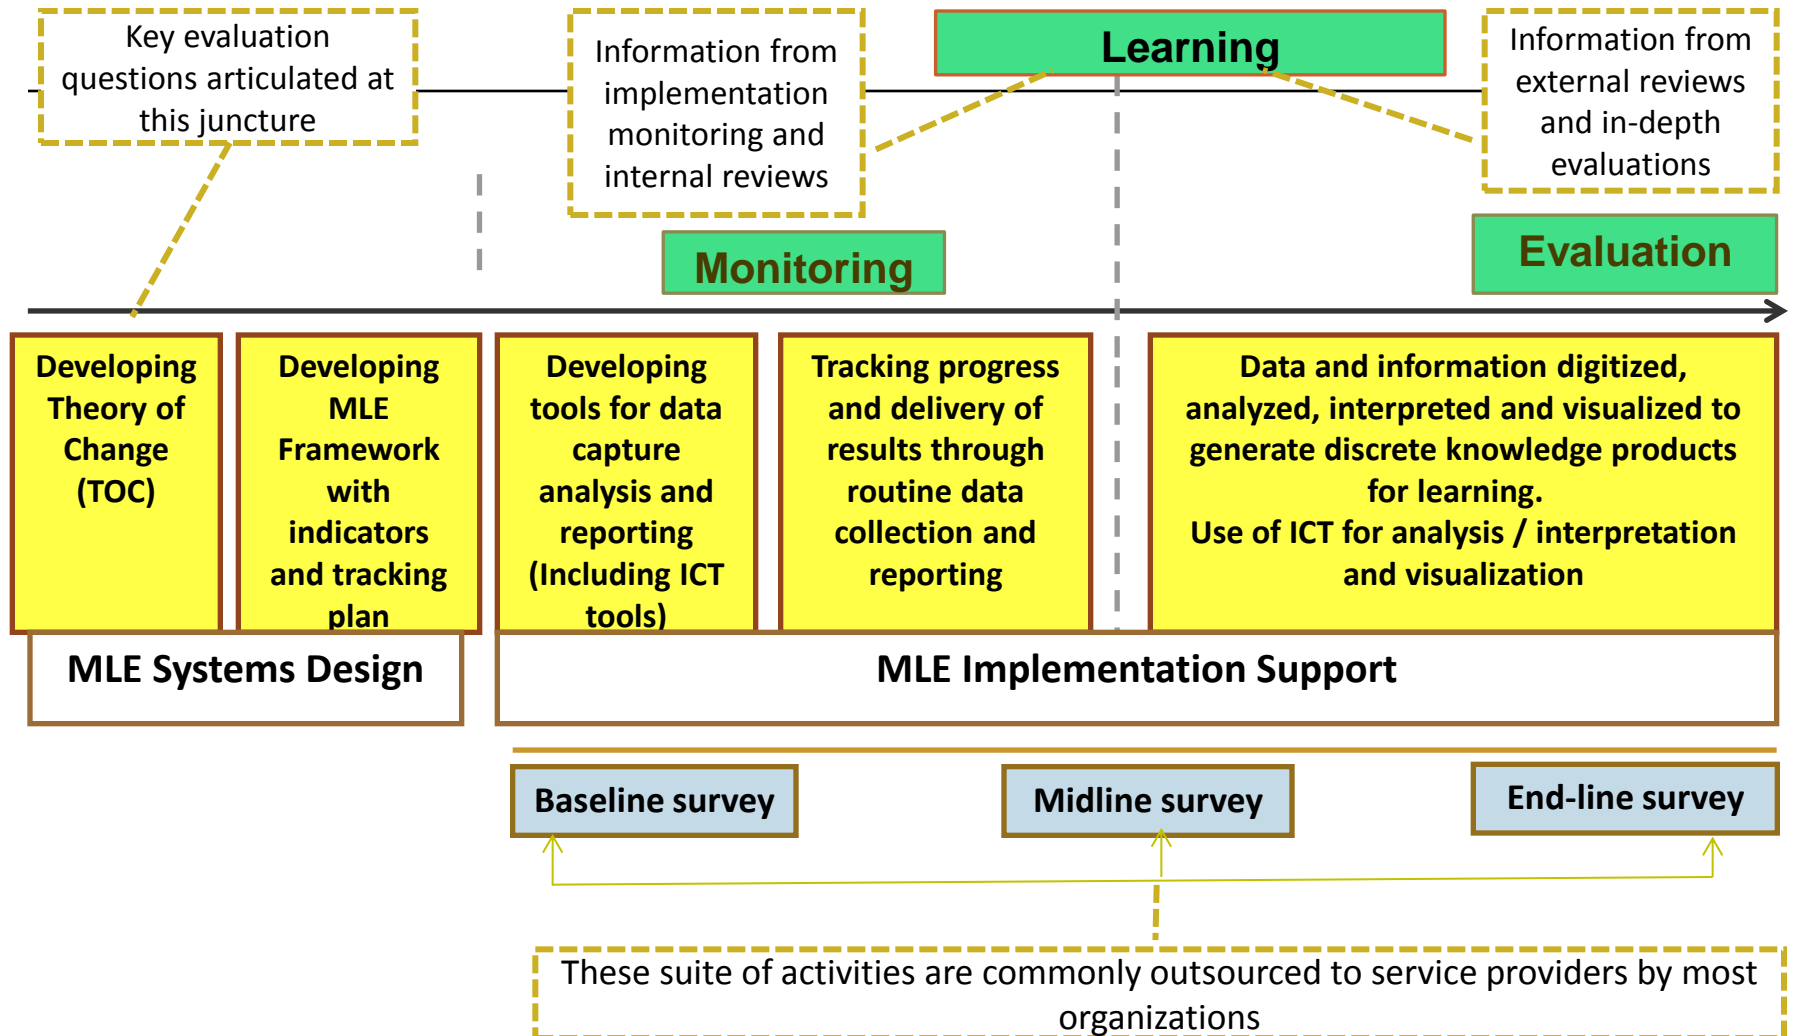 Key evaluation
questions articulated at
this juncture
Information from
implementation
monitoring and
internal reviews
Learning
Information from
external reviews
and in-depth
evaluations
Monitoring
Evaluation
Developing
Theory of
Change
(TOC)
Developing
MLE
Framework
with
indicators
and tracking
plan
Developing
tools for data
capture
analysis and
reporting
(Including ICT
tools)
Tracking progress
and delivery of
results through
routine data
collection and
reporting
Data and information digitized,
analyzed, interpreted and visualized to
generate discrete knowledge products
for learning.
Use of ICT for analysis / interpretation
and visualization
MLE Systems Design
MLE Implementation Support
Baseline survey
Midline survey
End-line survey
These suite of activities are commonly outsourced to service providers by most
organizations